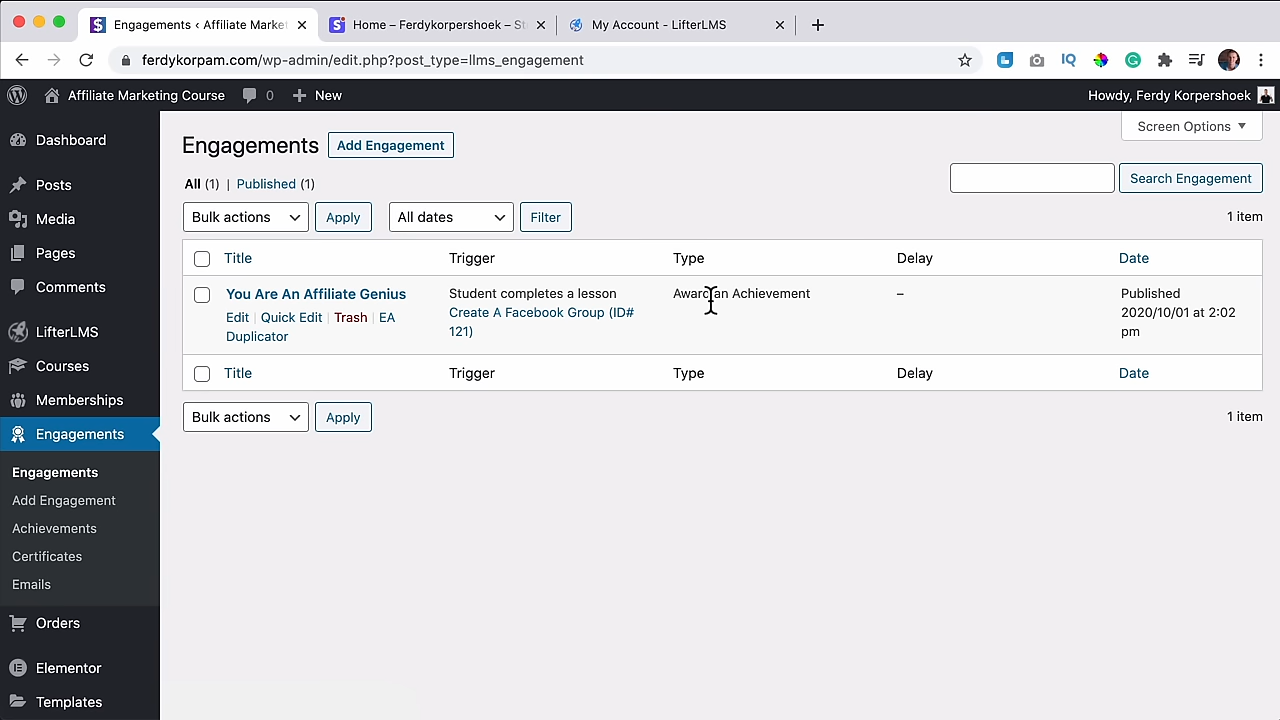 Engagements ‹ Affiliate Market
Home – Ferdykorpershoek – St
My Account - LifterLMS
ferdykorpam.com/wp-admin/edit.php?post_type=llms_engagement
IQ
Affiliate Marketing Course
0
New
Howdy, Ferdy Korpershoek
Dashboard
Posts
Media
Pages
Comments
LifterLMS
Courses
Memberships
Engagements
Engagements
Add Engagement
Achievements
Certificates
Emails
Orders
Elementor
Templates
Screen Options
Engagements
Add Engagement
All (1) | Published (1)
Search Engagement
Bulk actions
Apply
All dates
Filter
1 item
Title
Trigger
Type
Delay
Date
You Are An Affiliate Genius
Edit | Quick Edit | Trash | EA
Duplicator
Student completes a lesson
Create A Facebook Group (ID#
121)
Award an Achievement
–
Published
2020/10/01 at 2:02
pm
Title
Trigger
Type
Delay
Date
Bulk actions
Apply
1 item